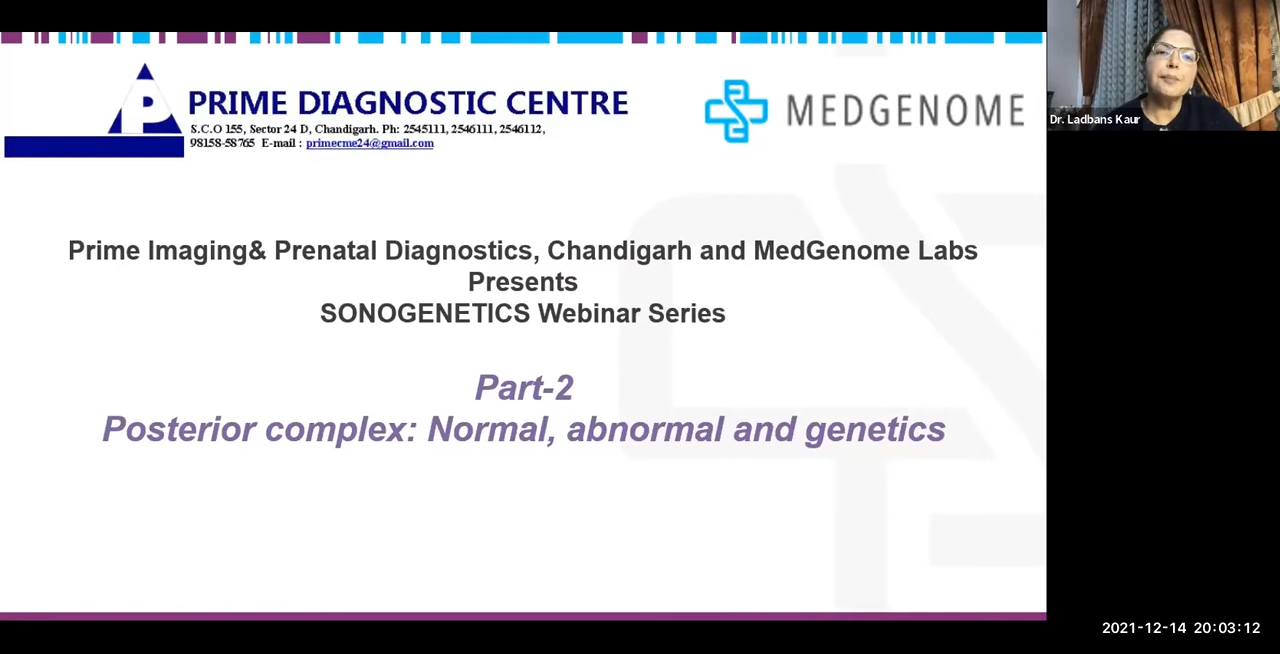 PRIME DIAGNOSTIC CENTRE
S.C.O 155, Sector 24 D, Chandigarh. Ph: 2545111, 2546111, 2546112,
98158-58765 E-mail : primecme24@gmail.com
MEDGENOME
Dr. Ladbans Kaur
Prime Imaging& Prenatal Diagnostics, Chandigarh and MedGenome Labs
Presents
SONOGENETICS Webinar Series
Part-2
Posterior complex: Normal, abnormal and genetics
2021-12-14 20:03:12